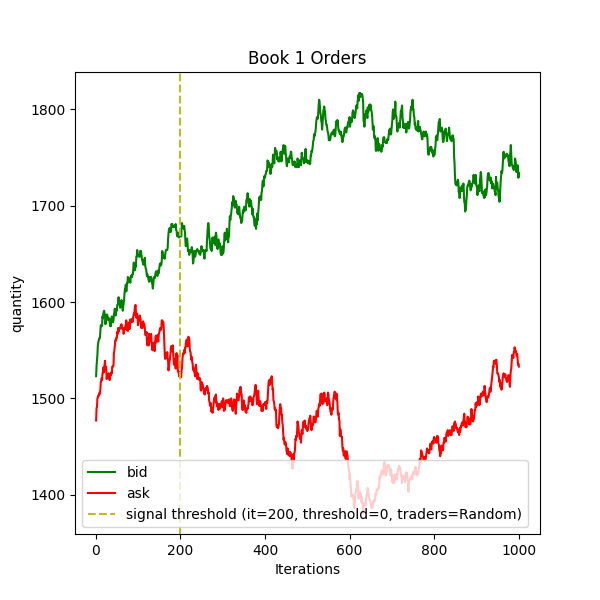 Book 1 Orders
quantity
1800
1700
1600
1500
1400
bid
ask
signal threshold (it=200, threshold=0, traders=Random)
0 200 400 600 800 1000
Iterations